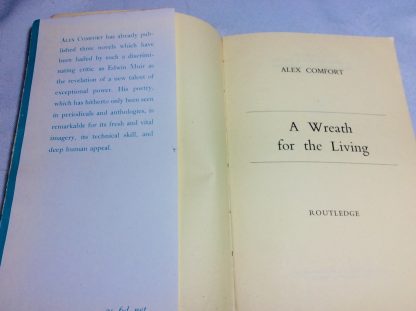 ALEX COMFORT has already pub-
lished three novels which have
been hailed by such a discrimi-
nating critic as Edwin Muir as
the revelation of a new talent of
exceptional power. His poetry,
which has hitherto only been seen
in periodicals and anthologies, is
remarkable for its fresh and vital
imagery, its technical skill, and
deep human appeal.
ALEX COMFORT
A Wreath
for the Living
ROUTLEDGE